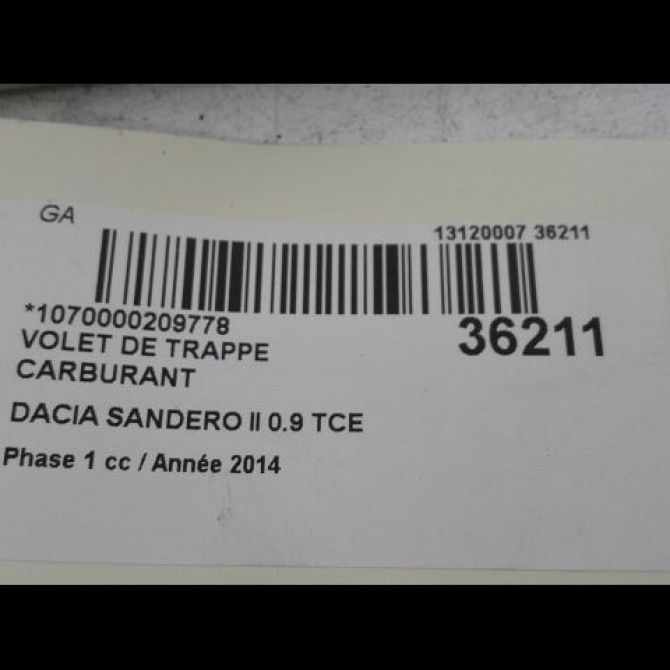 GA
13120007 36211
*1070000209778
36211
VOLET DE TRAPPE
CARBURANT
DACIA SANDERO II 0.9 TCE
Phase 1 cc / Année 2014